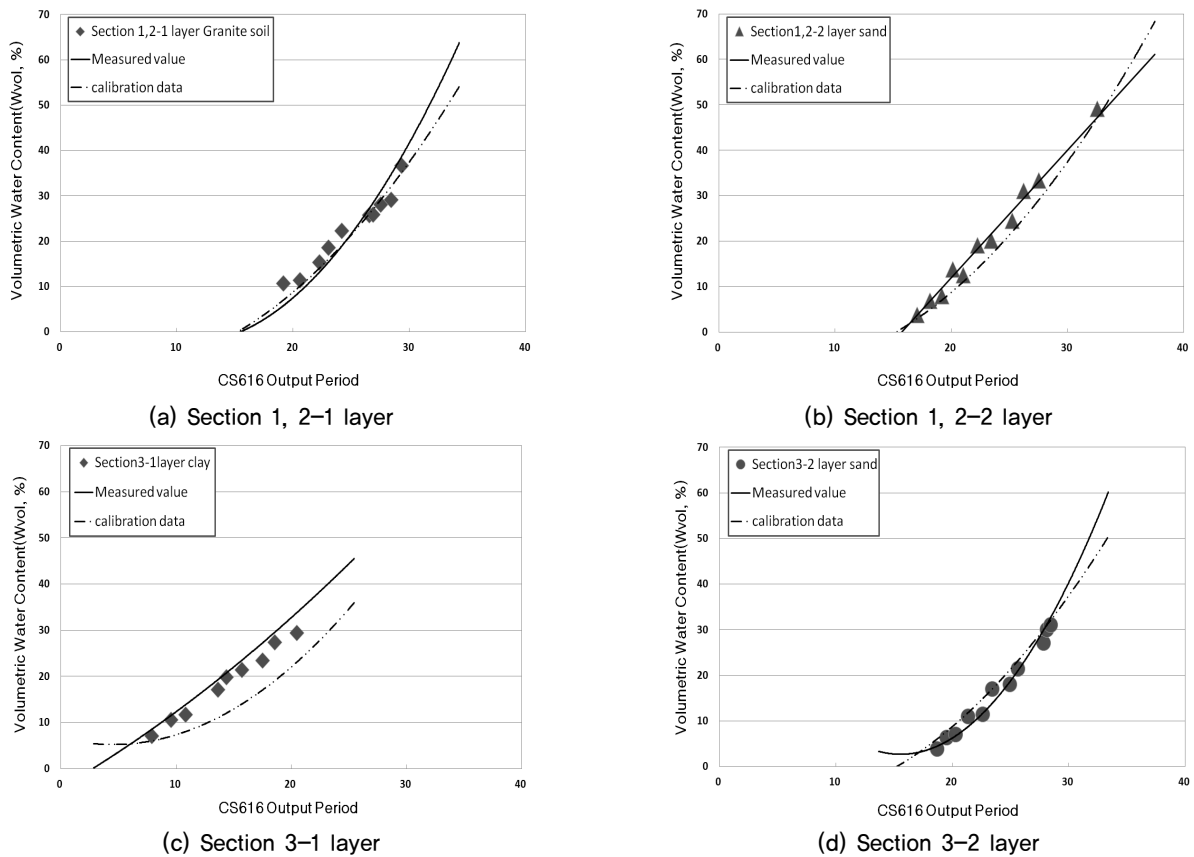 70
60
50
40
30
20
10
0
Volumetric Water Content(Wvol, %)
Section 1,2-1 layer Granite soil
Measured value
calibration data
0 10 20 30 40
CS616 Output Period
(a) Section 1, 2-1 layer
70
60
50
40
30
20
10
0
Volumetric Water Content(Wvol, %)
Section1,2-2 layer sand
Measured value
calibration data
0 10 20 30 40
CS616 Output Period
(b) Section 1, 2-2 layer
70
60
50
40
30
20
10
0
Volumetric Water Content(Wvol, %)
Section3-1layer clay
Measured value
calibration data
0 10 20 30 40
CS616 Output Period
(c) Section 3-1 layer
70
60
50
40
30
20
10
0
Volumetric Water Content(Wvol, %)
Section3-2 layer sand
Measured value
calibration data
0 10 20 30 40
CS616 Output Period
(d) Section 3-2 layer